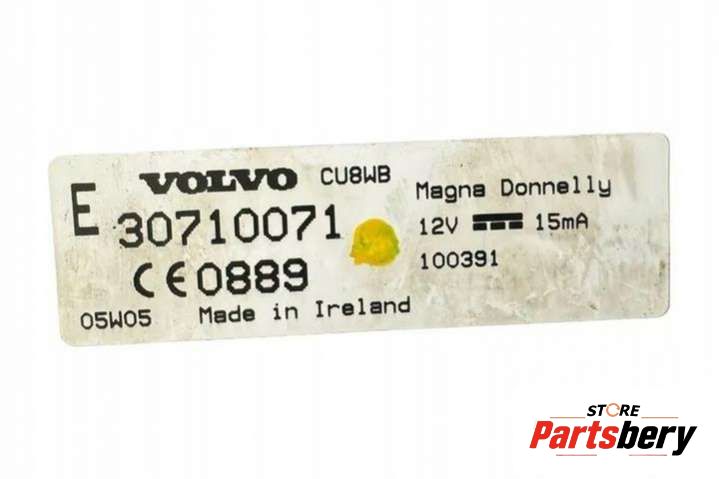 E VOLVO CU8WB
30710071
CE0889
05W05 Made in Ireland
Magna Donnelly
12V 15mA
100391
STORE
Partsbery